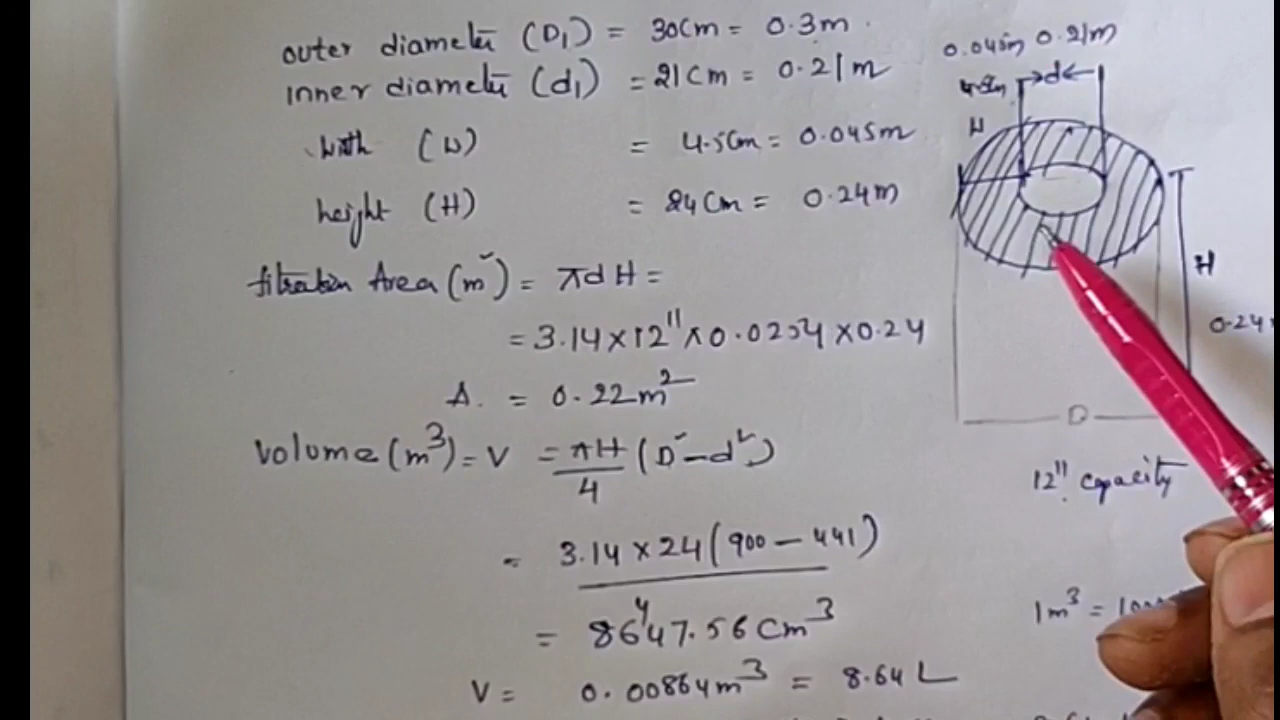 outer diameter (D1) = 30cm = 0.3m
0.045m 0.21m
inner diameter (d1) = 21cm = 0.21m
d
W
with (W) = 4.5cm = 0.045m
height (H) = 24cm = 0.24m
filtration Area (m²) = πdH =
H
= 3.14×12"×0.0254×0.24
0.24
A. = 0.22m²
D
Volume (m³) = V = πH/4 (D²-d²)
12" capacity
= 3.14×24(900-441)
4
1m³ =
= 8647.56cm³
V = 0.00864m³ = 8.64 L